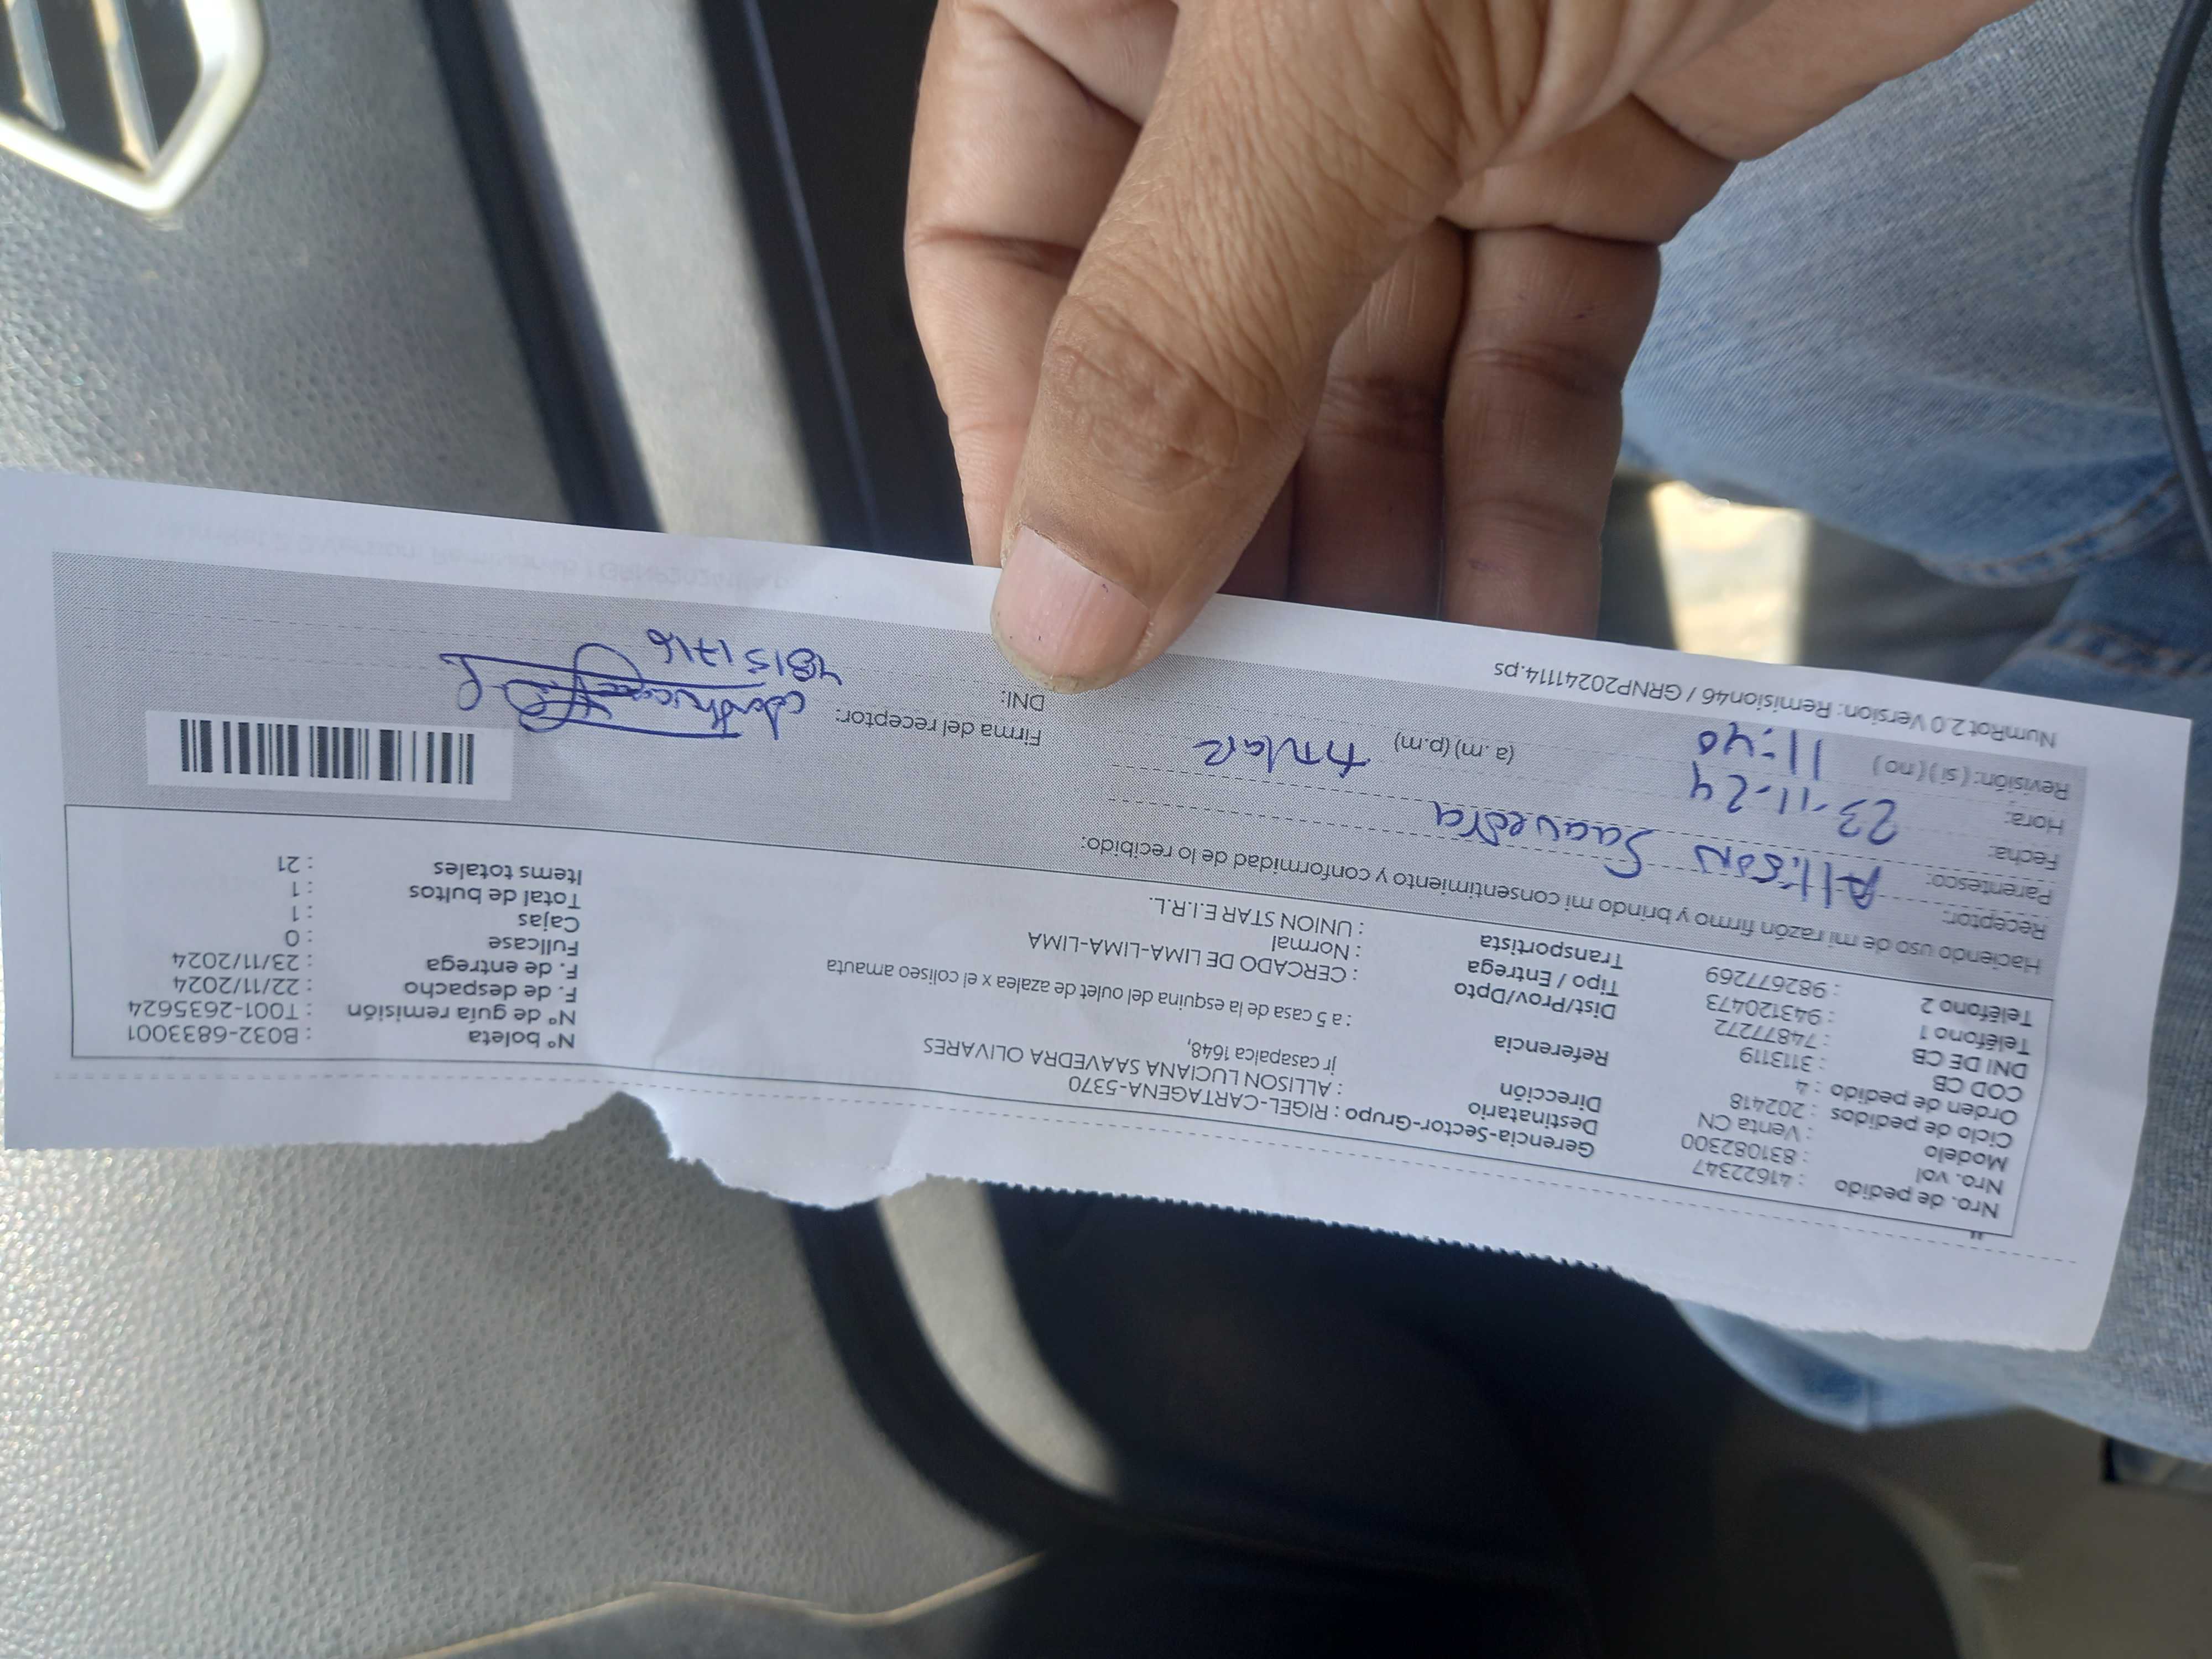 Nro. de pedido : 41622347
Nro. vol : 831082300
Modelo : Venta CN
Ciclo de pedidos : 202418
Orden de pedido : 4
COD CB : 3113119
DNI DE CB : 74877272
Teléfono 1 : 943120473
Teléfono 2 : 982677269
Gerencia-Sector-Grupo : RIGEL-CARTAGENA-5370
Destinatario : ALLISON LUCIANA SAAVEDRA OLIVARES
Dirección jr casapalca 1648,
Referencia : a 5 casa de la esquina del oulet de azalea x el coliseo amauta
Dist/Prov/Dpto : CERCADO DE LIMA-LIMA-LIMA
Tipo / Entrega : Normal
Transportista : UNION STAR E.I.R.L.
N° boleta : B032-6833001
N° de guía remisión : T001-2635624
F. de despacho : 22/11/2024
F. de entrega : 23/11/2024
Fullcase : 0
Cajas : 1
Total de bultos : 1
Items totales : 21
Haciendo uso de mi razón firmo y brindo mi consentimiento y conformidad de lo recibido:
Receptor: Allison Saavedra
Parentesco:
Fecha: 23-11-24
Hora: 11:40 (a.m) (p.m)
Revisión: ( si ) ( no )
Firma del receptor:
DNI: 48151716
NumRot 2.0 Version: Remision46 / GRNP20241114.ps